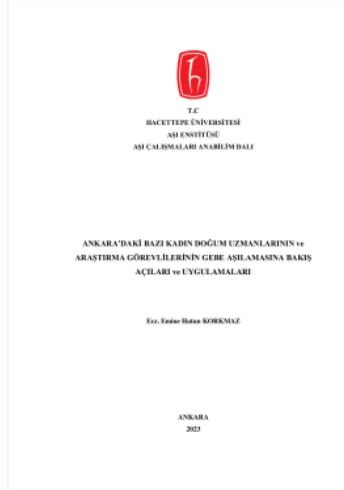 T.C
HACETTEPE ÜNİVERSİTESİ
AŞI ENSTİTÜSÜ
AŞI ÇALIŞMALARI ANABİLİM DALI
ANKARA'DAKİ BAZI KADIN DOĞUM UZMANLARININ ve
ARAŞTIRMA GÖREVLİLERİNİN GEBE AŞILAMASINA BAKIŞ
AÇILARI ve UYGULAMALARI
Ecz. Emine Hatun KORKMAZ
ANKARA
2023